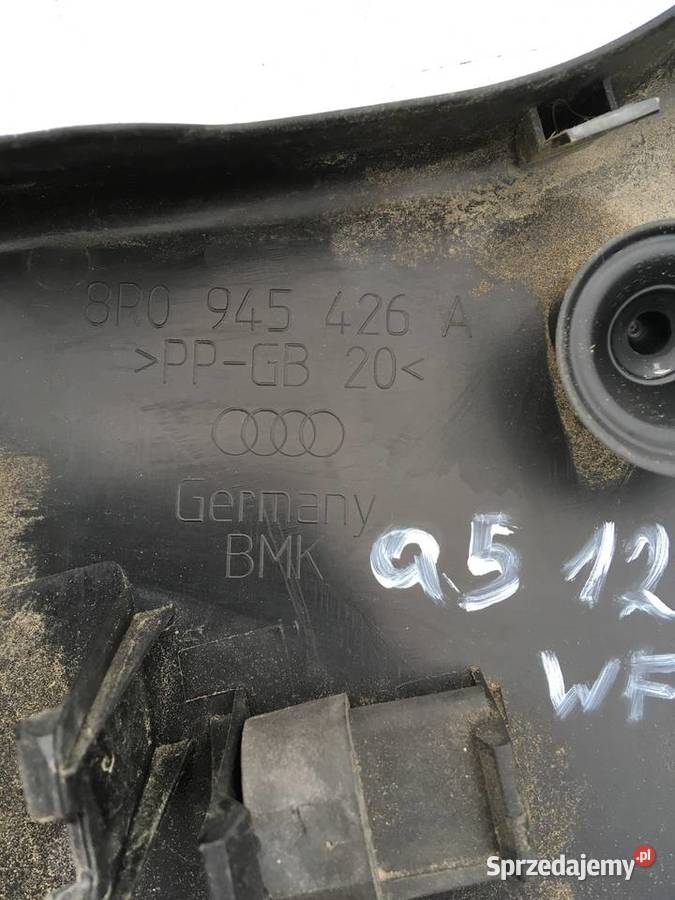 8R0 945 426 A
>PP-GB 20<
Germany
BMK
Q5 12
WF
Sprzedajemy.pl